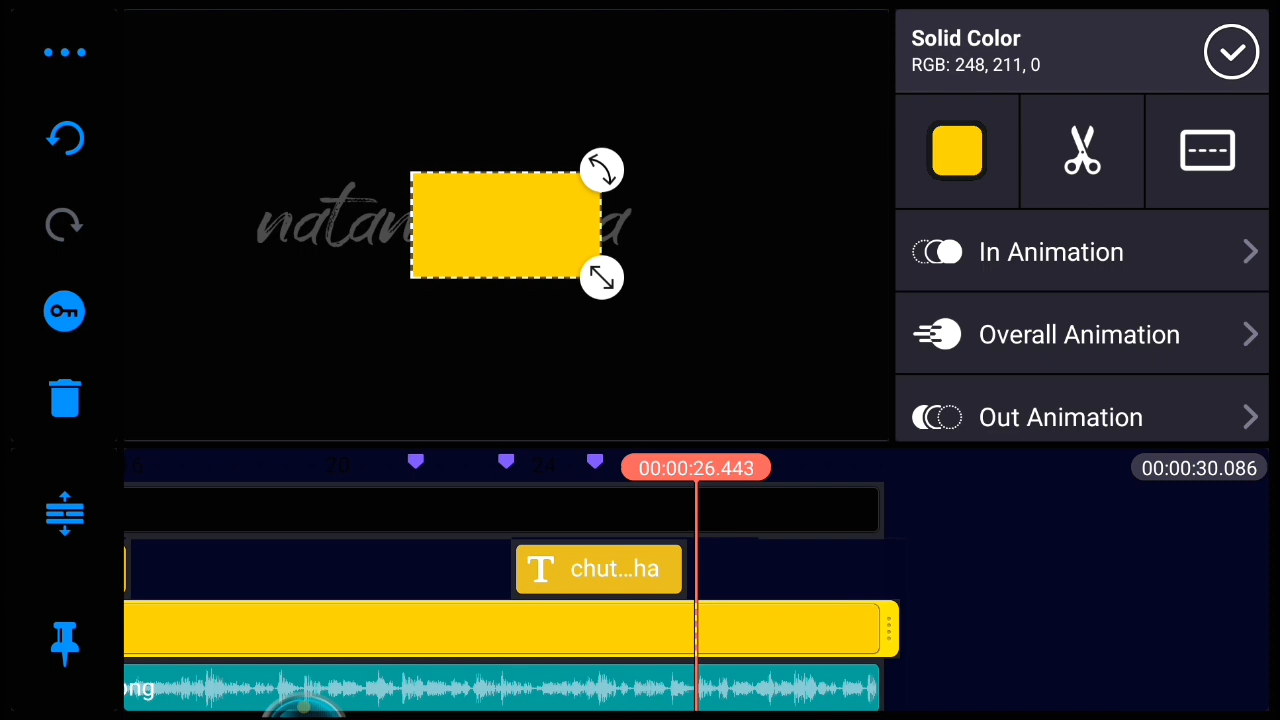 Solid Color
RGB: 248, 211, 0
In Animation
Overall Animation
Out Animation
20
24
00:00:26.443
00:00:30.086
T chut...ha
ong